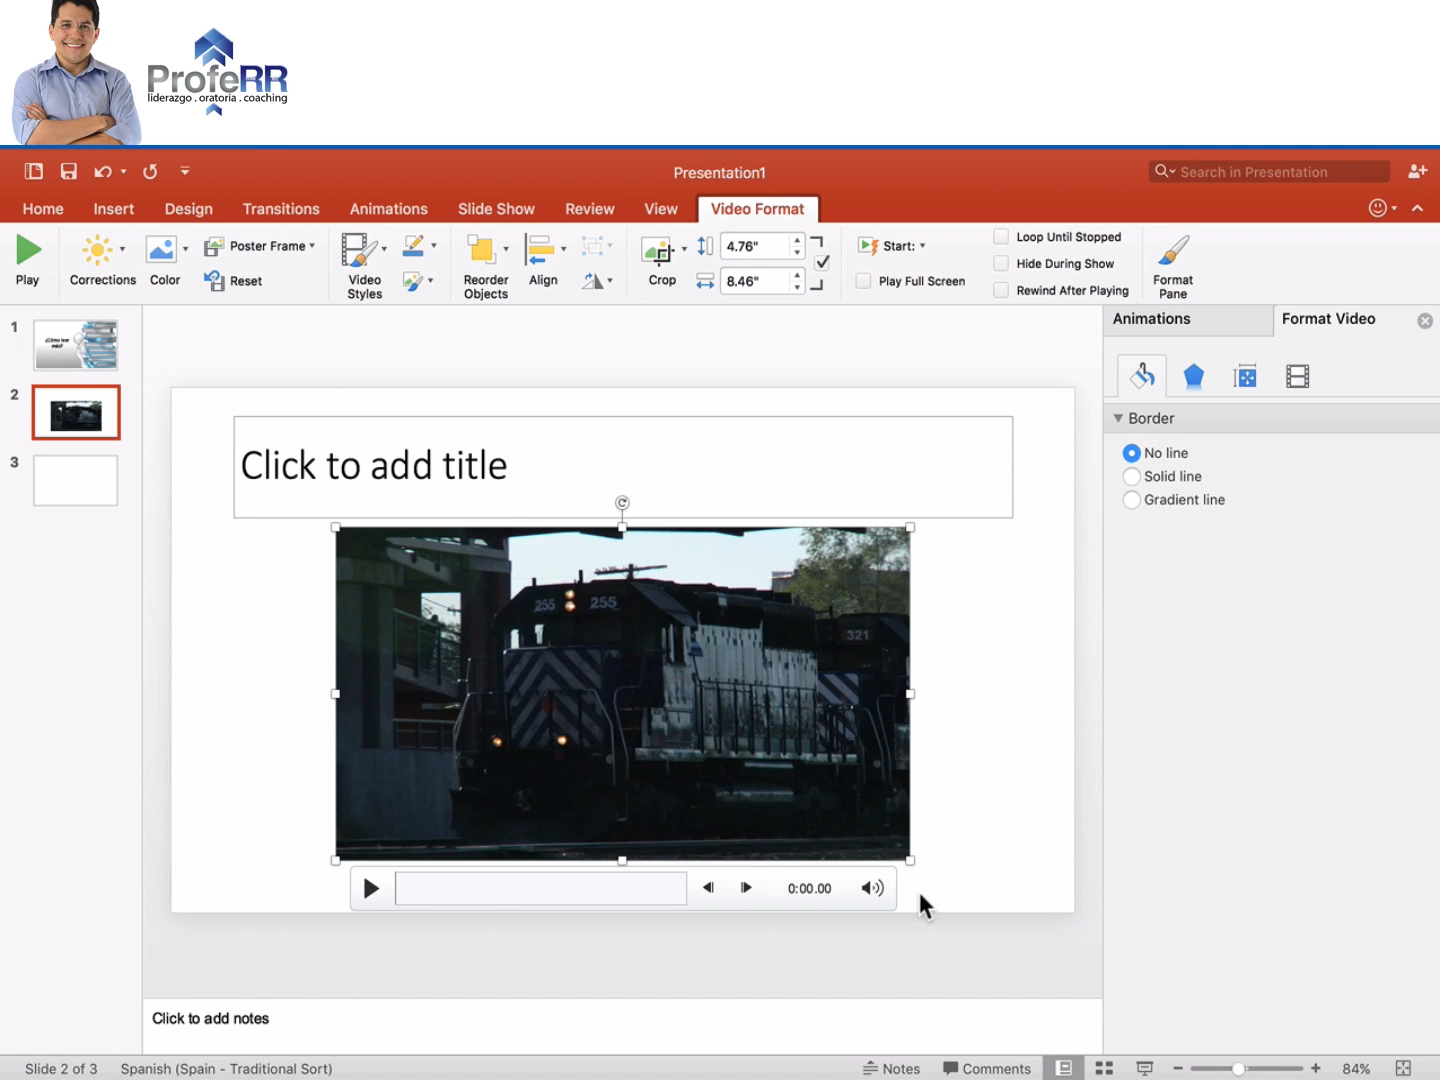 ProfeRR
liderazgo . oratoria . coaching
Presentation1
Search in Presentation
Home
Insert
Design
Transitions
Animations
Slide Show
Review
View
Video Format
Play
Corrections
Color
Poster Frame
Reset
Video
Styles
Reorder
Objects
Align
Crop
4.76"
8.46"
Start:
Play Full Screen
Loop Until Stopped
Hide During Show
Rewind After Playing
Format
Pane
1
¿Cómo leer
más?
2
3
Click to add title
255
255
321
0:00.00
Click to add notes
Animations
Format Video
Border
No line
Solid line
Gradient line
Slide 2 of 3
Spanish (Spain - Traditional Sort)
Notes
Comments
84%